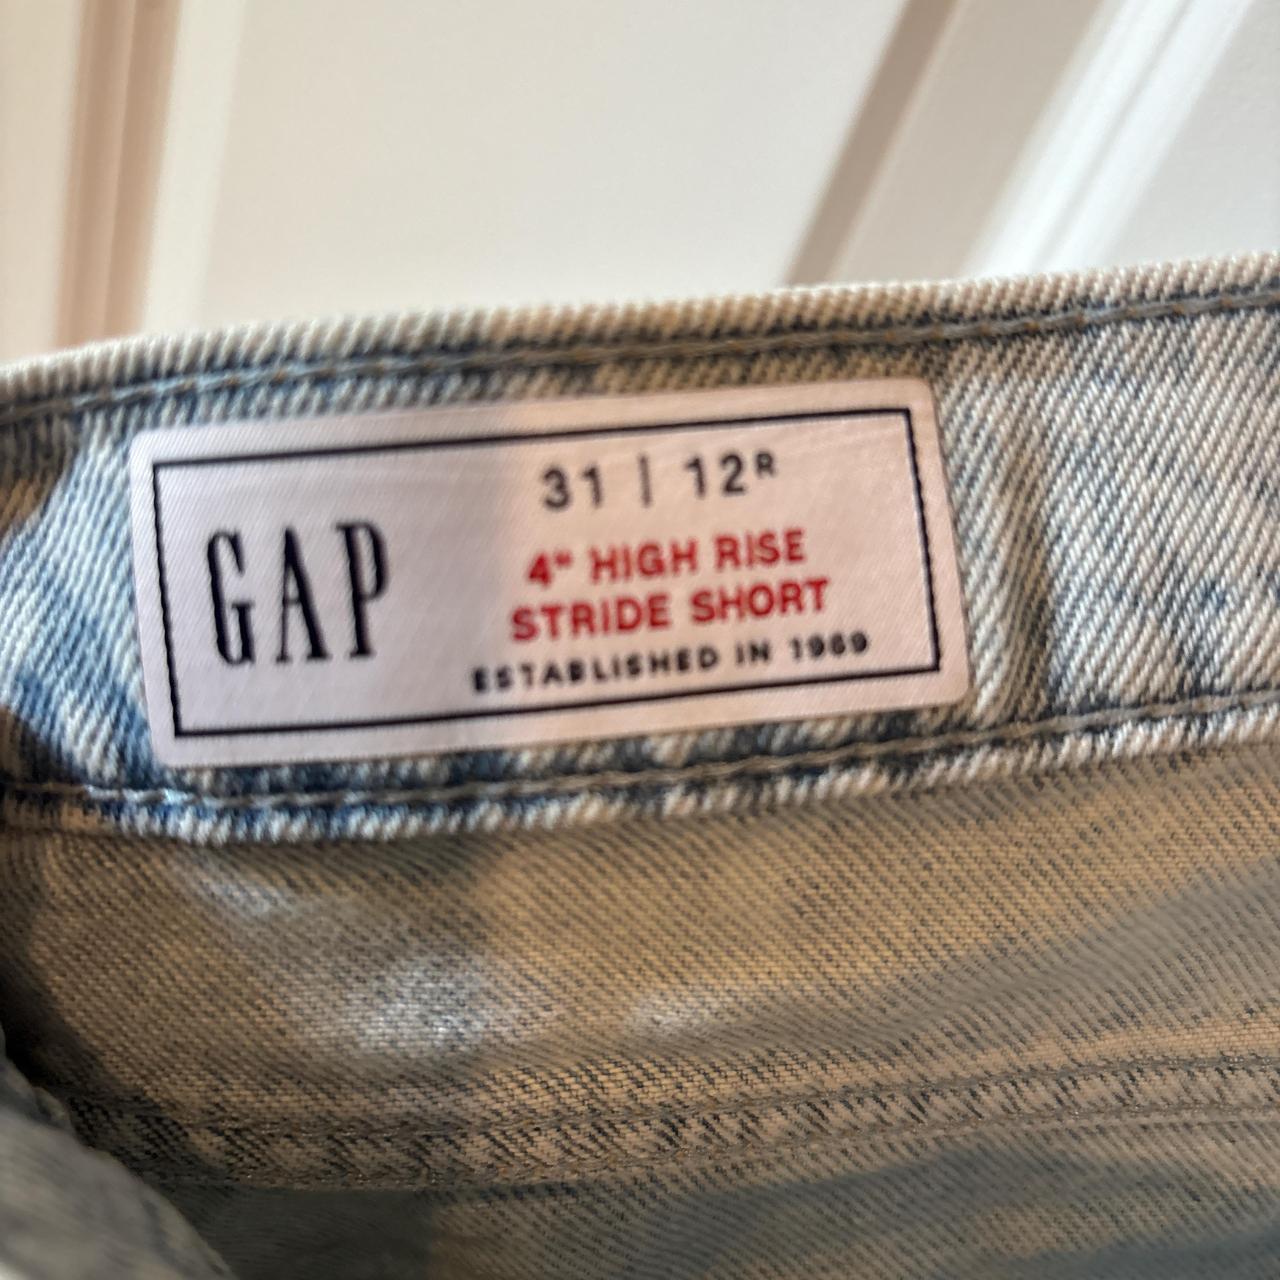 GAP
31 | 12R
4" HIGH RISE
STRIDE SHORT
ESTABLISHED IN 1969